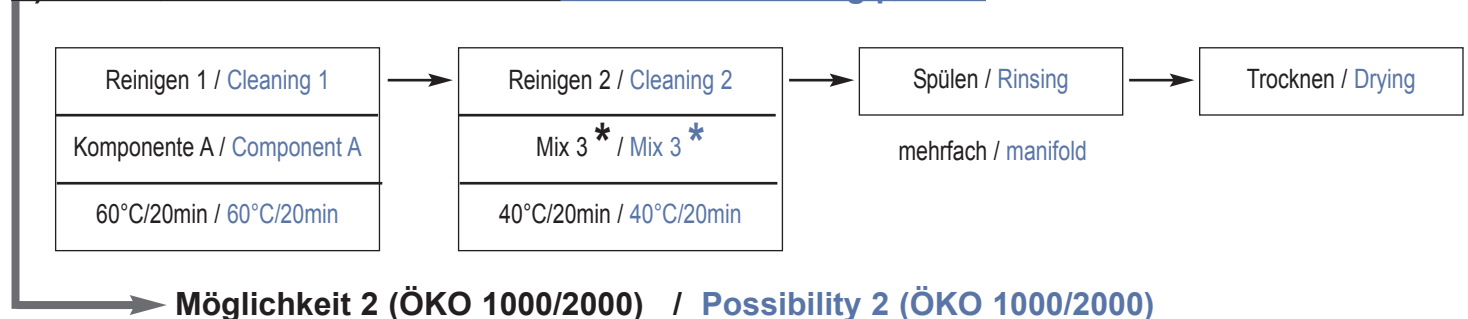 Reinigen 1 / Cleaning 1
Reinigen 2 / Cleaning 2
Spülen / Rinsing
Trocknen / Drying
Komponente A / Component A
Mix 3 * / Mix 3 *
mehrfach / manifold
60°C/20min / 60°C/20min
40°C/20min / 40°C/20min
Möglichkeit 2 (ÖKO 1000/2000) / Possibility 2 (ÖKO 1000/2000)